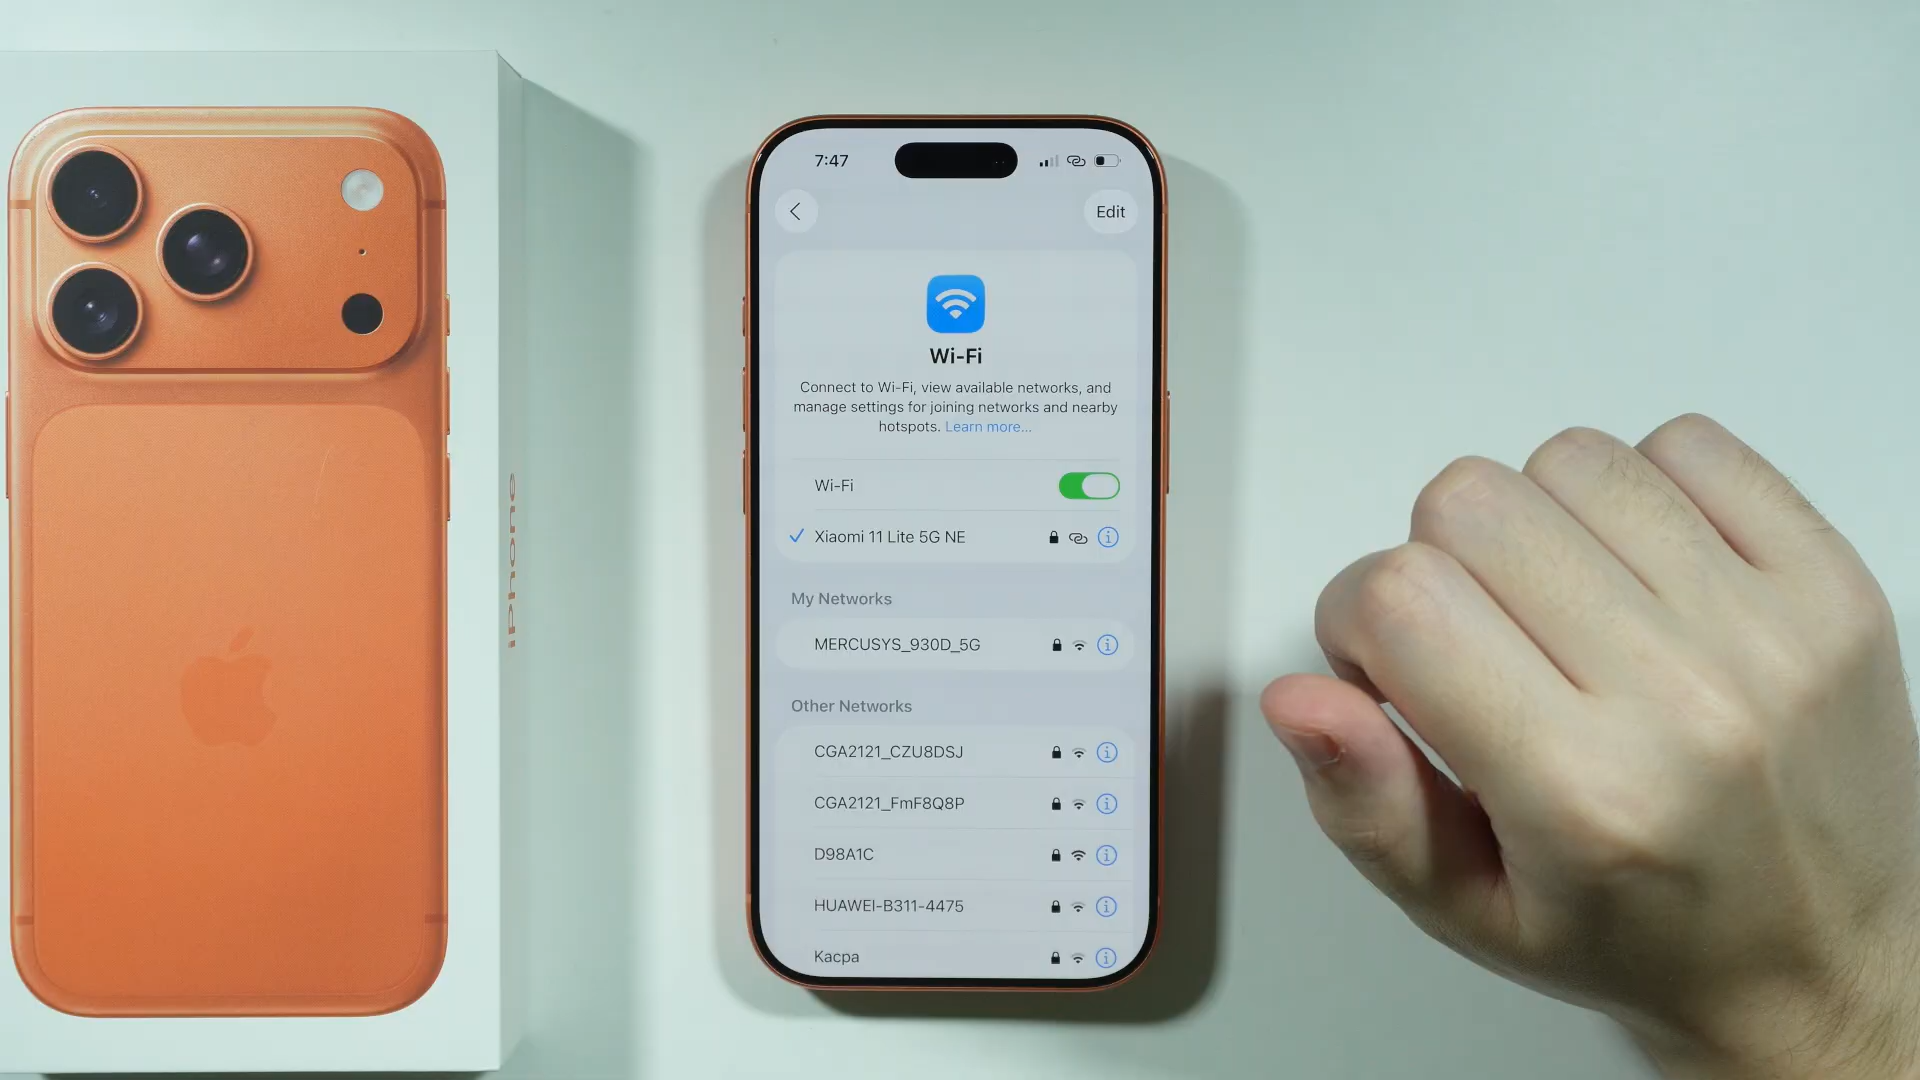 iPhone
7:47
Edit
Wi-Fi
Connect to Wi-Fi, view available networks, and
manage settings for joining networks and nearby
hotspots. Learn more...
Wi-Fi
Xiaomi 11 Lite 5G NE
My Networks
MERCUSYS_930D_5G
Other Networks
CGA2121_CZU8DSJ
CGA2121_FmF8Q8P
D98A1C
HUAWEI-B311-4475
Kacpa